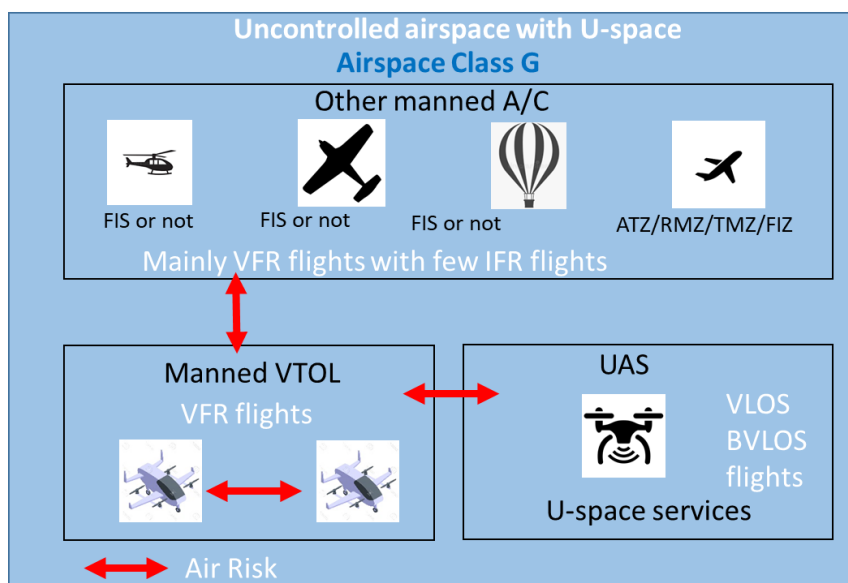 Uncontrolled airspace with U-space
Airspace Class G
Other manned A/C
FIS or not
FIS or not
FIS or not
ATZ/RMZ/TMZ/FIZ
Mainly VFR flights with few IFR flights
Manned VTOL
VFR flights
UAS
VLOS
BVLOS
flights
U-space services
Air Risk